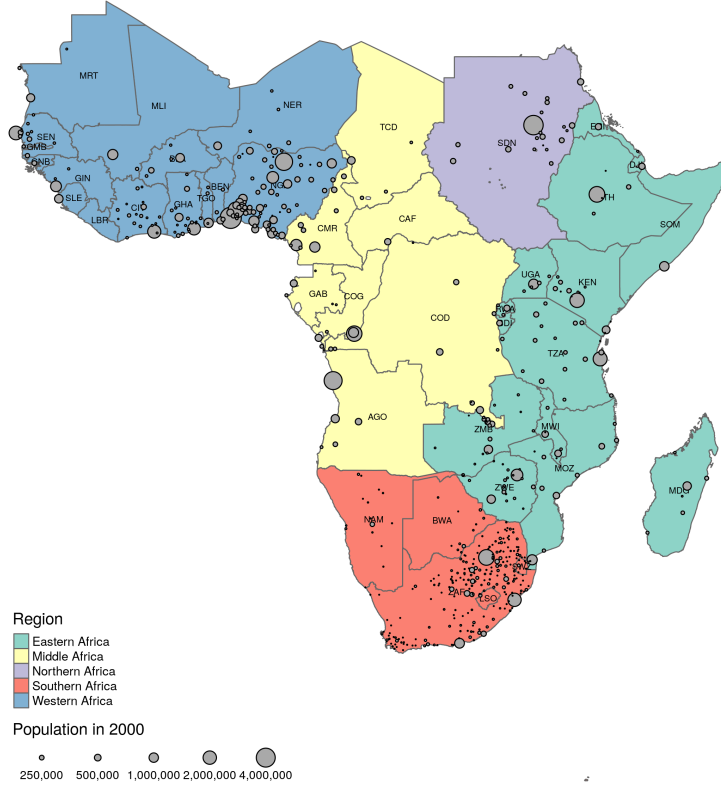 MRT
MLI
NER
TCD
SDN
ERI
DJI
ETH
SOM
SEN
GMB
GNB
GIN
SLE
LBR
CIV
GHA
TGO
BEN
NG
CMR
CAF
GAB
COG
COD
UGA
KEN
RWA
BDI
TZA
AGO
ZMB
MWI
MOZ
ZWE
MDG
NAM
BWA
SWZ
ZAF
LSO
Region
Eastern Africa
Middle Africa
Northern Africa
Southern Africa
Western Africa
Population in 2000
250,000 500,000 1,000,000 2,000,000 4,000,000